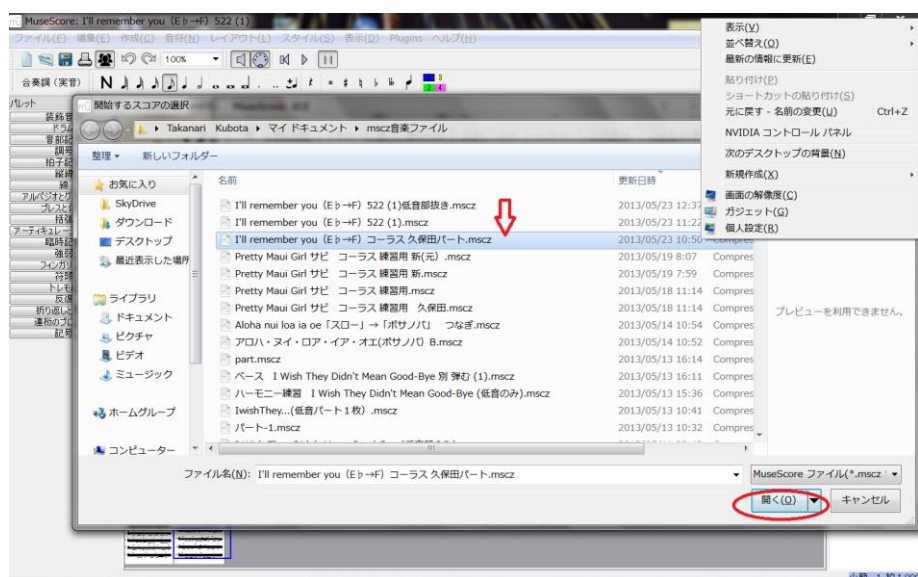 MuseScore: I'll remember you (E♭→F) 522 (1)
ファイル(F) 編集(E) 作成(C) 音符(N) レイアウト(L) スタイル(S) 表示(D) Plugins ヘルプ(H)
100%
合奏調 (実音)
パレット
開始するスコアの選択
Takanari Kubota ▸ マイ ドキュメント ▸ mscz音楽ファイル
整理 新しいフォルダー
名前 更新日時
お気に入り
SkyDrive
ダウンロード
デスクトップ
最近表示した場所
ライブラリ
ドキュメント
ピクチャ
ビデオ
ミュージック
ホームグループ
コンピューター
I'll remember you (E♭→F) 522 (1)低音部抜き.mscz 2013/05/23 12:37
I'll remember you (E♭→F) 522 (1).mscz 2013/05/23 11:22
I'll remember you (E♭→F) コーラス 久保田パート.mscz 2013/05/23 10:50
Pretty Maui Girl サビ コーラス 練習用 新(元) .mscz 2013/05/19 8:07 Compres
Pretty Maui Girl サビ コーラス 練習用 新.mscz 2013/05/19 7:59 Compres
Pretty Maui Girl サビ コーラス 練習用.mscz 2013/05/18 11:14 Compres
Pretty Maui Girl サビ コーラス 練習用 久保田.mscz 2013/05/18 11:14 Compres
Aloha nui loa ia oe「スロー」→「ボサノバ」 つなぎ.mscz 2013/05/14 10:54 Compres
アロハ・ヌイ・ロア・イア・オエ(ボサノバ) B.mscz 2013/05/14 10:52 Compres
part.mscz 2013/05/13 16:14 Compres
ベース I Wish They Didn't Mean Good-Bye 別 弾む (1).mscz 2013/05/13 16:11 Compres
ハーモニー練習 I Wish They Didn't Mean Good-Bye (低音のみ).mscz 2013/05/13 15:36 Compres
IwishThey...(低音パート1枚) .mscz 2013/05/13 10:41 Compres
パート-1.mscz 2013/05/13 10:32 Compres
プレビューを利用できません。
ファイル名(N): I'll remember you (E♭→F) コーラス 久保田パート.mscz
MuseScore ファイル(*.mscz
開く(O) キャンセル
表示(V)
並べ替え(O)
最新の情報に更新(E)
貼り付け(P)
ショートカットの貼り付け(S)
元に戻す - 名前の変更(U) Ctrl+Z
NVIDIA コントロール パネル
次のデスクトップの背景(N)
新規作成(X)
画面の解像度(C)
ガジェット(G)
個人設定(R)